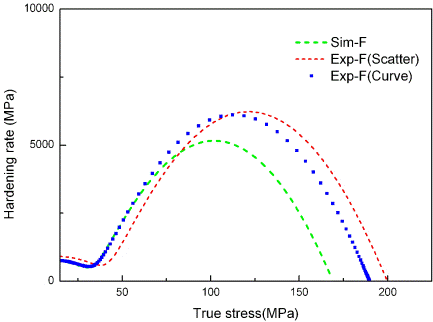 10000
Sim-F
Exp-F(Scatter)
Exp-F(Curve)
Hardening rate (MPa)
5000
0
50 100 150 200
True stress(MPa)